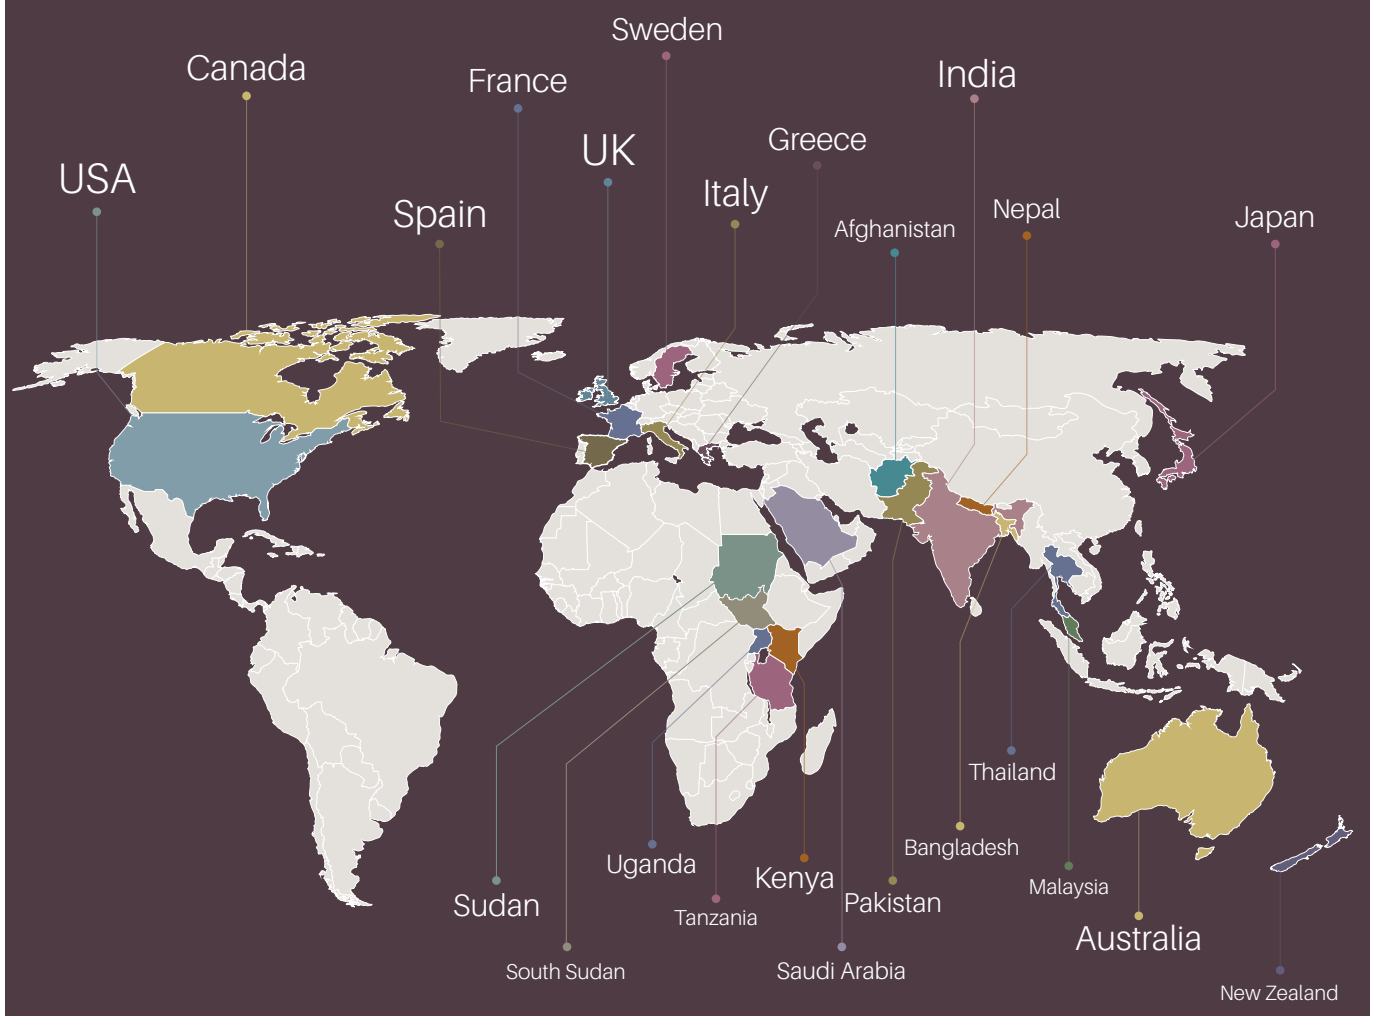 Sweden
Canada
France
India
UK
Greece
USA
Italy
Spain
Afghanistan
Nepal
Japan
Thailand
Bangladesh
Uganda
Kenya
Malaysia
Sudan
Tanzania
Pakistan
Australia
South Sudan
Saudi Arabia
New Zealand